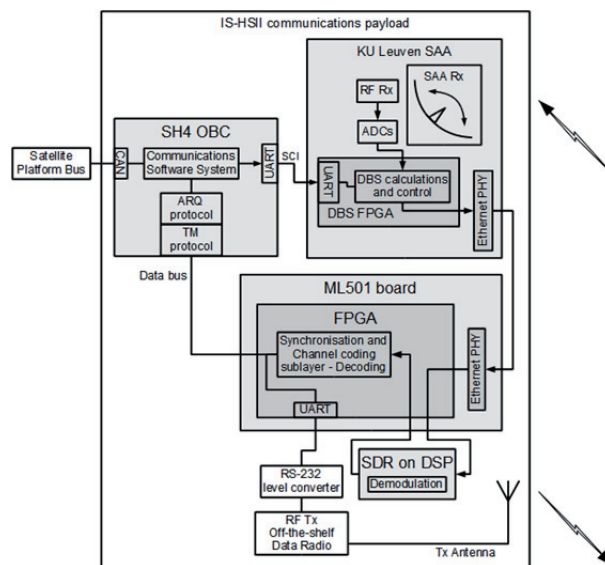 IS-HSII communications payload
KU Leuven SAA
RF Rx
SAA Rx
ADCs
SH4 OBC
Satellite
Platform Bus
CAN
Communications
Software System
UART
SCI
UART
DBS calculations
and control
DBS FPGA
Ethernet PHY
ARQ
protocol
TM
protocol
Data bus
ML501 board
FPGA
Synchronisation and
Channel coding
sublayer - Decoding
Ethernet PHY
UART
RS-232
level converter
SDR on DSP
Demodulation
RF Tx
Off-the-shelf
Data Radio
Tx Antenna